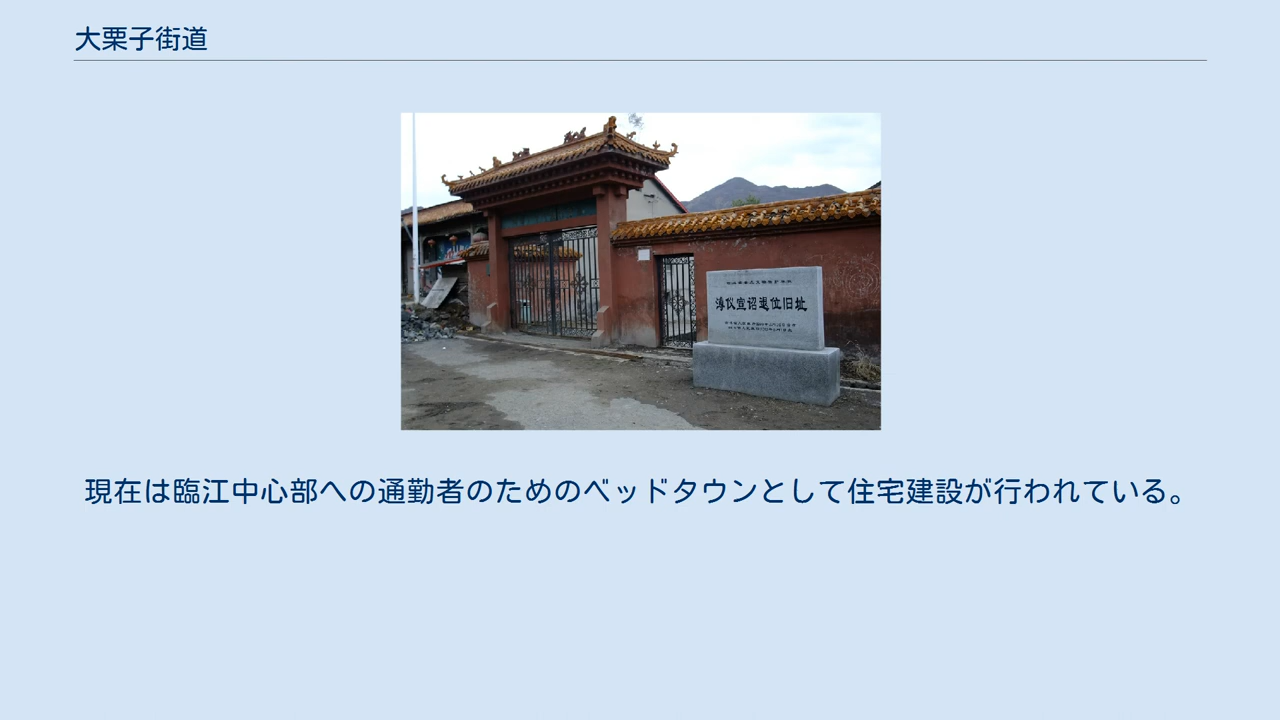 大栗子街道
溥仪宣诏退位旧址
現在は臨江中心部への通勤者のためのベッドタウンとして住宅建設が行われている。